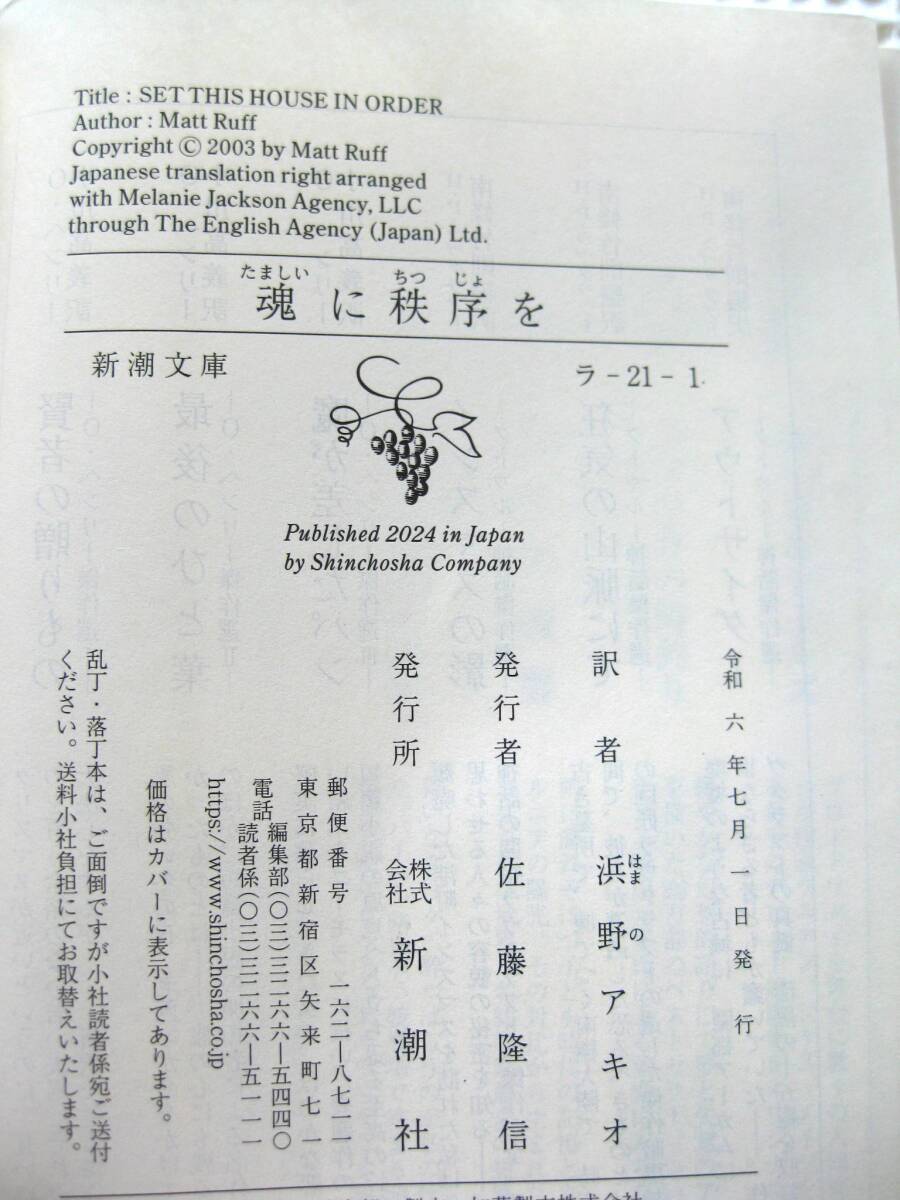 Title : SET THIS HOUSE IN ORDER
Author : Matt Ruff
Copyright © 2003 by Matt Ruff
Japanese translation right arranged
with Melanie Jackson Agency, LLC
through The English Agency (Japan) Ltd.
たましい ちつ じょ
魂に秩序を
新潮文庫
ラ-21-1
Published 2024 in Japan
by Shinchosha Company
令和六年七月一日発行
訳者 浜野アキオ
はま の
発行者 佐藤隆信
発行所 株式会社 新潮社
郵便番号 一六二―八七一一
東京都新宿区矢来町七一
電話 編集部(〇三)三二六六―五四四〇
読者係(〇三)三二六六―五一一一
https://www.shinchosha.co.jp
価格はカバーに表示してあります。
乱丁・落丁本は、ご面倒ですが小社読者係宛ご送付
ください。送料小社負担にてお取替えいたします。